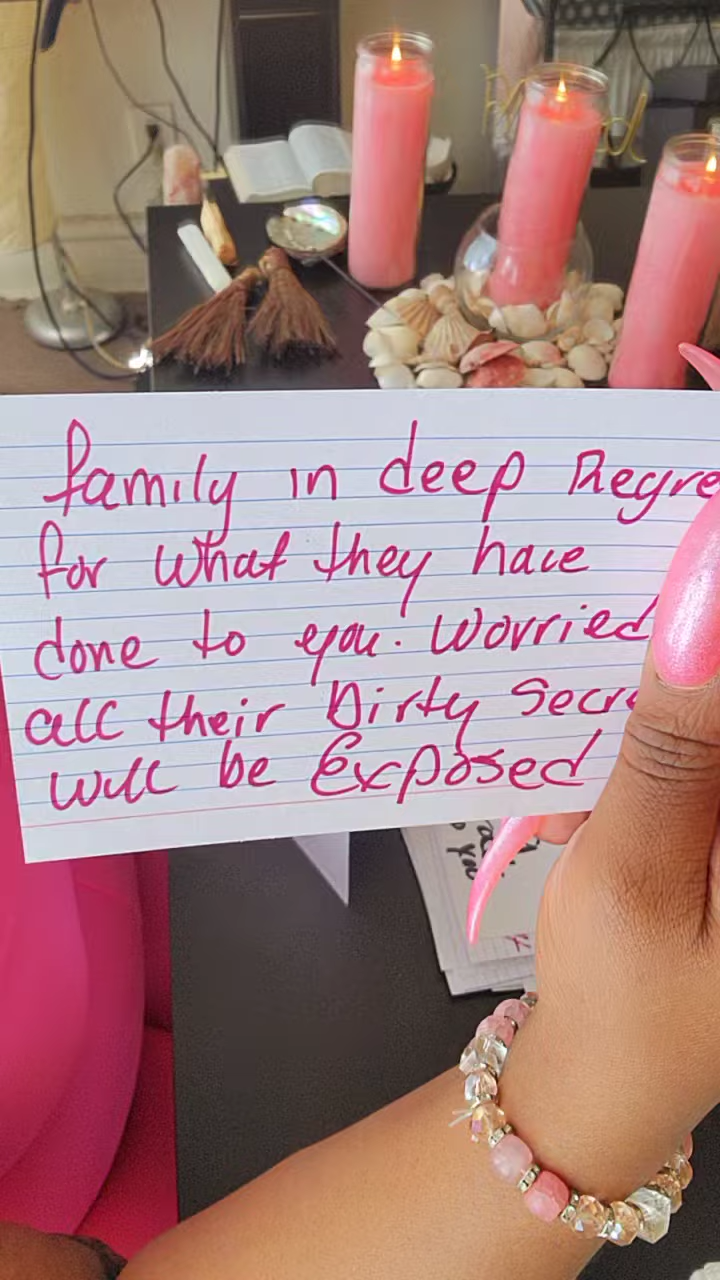 family in deep Regre
for what they have
done to you. Worried
all their Dirty Secre
will be Exposed
you